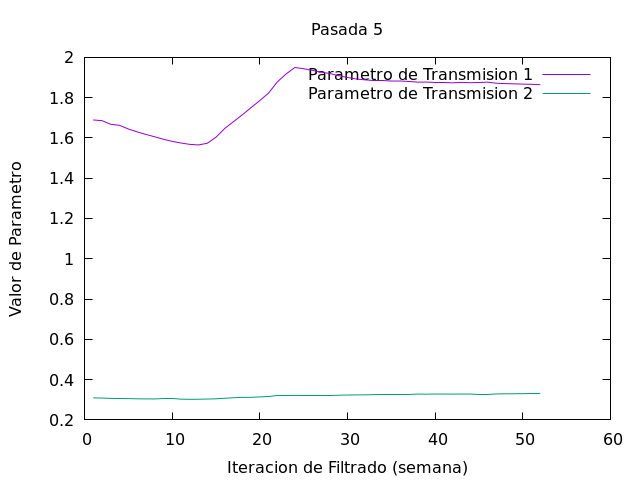 Pasada 5
2
1.8
1.6
1.4
1.2
1
0.8
0.6
0.4
0.2
Valor de Parametro
Parametro de Transmision 1
Parametro de Transmision 2
0 10 20 30 40 50 60
Iteracion de Filtrado (semana)